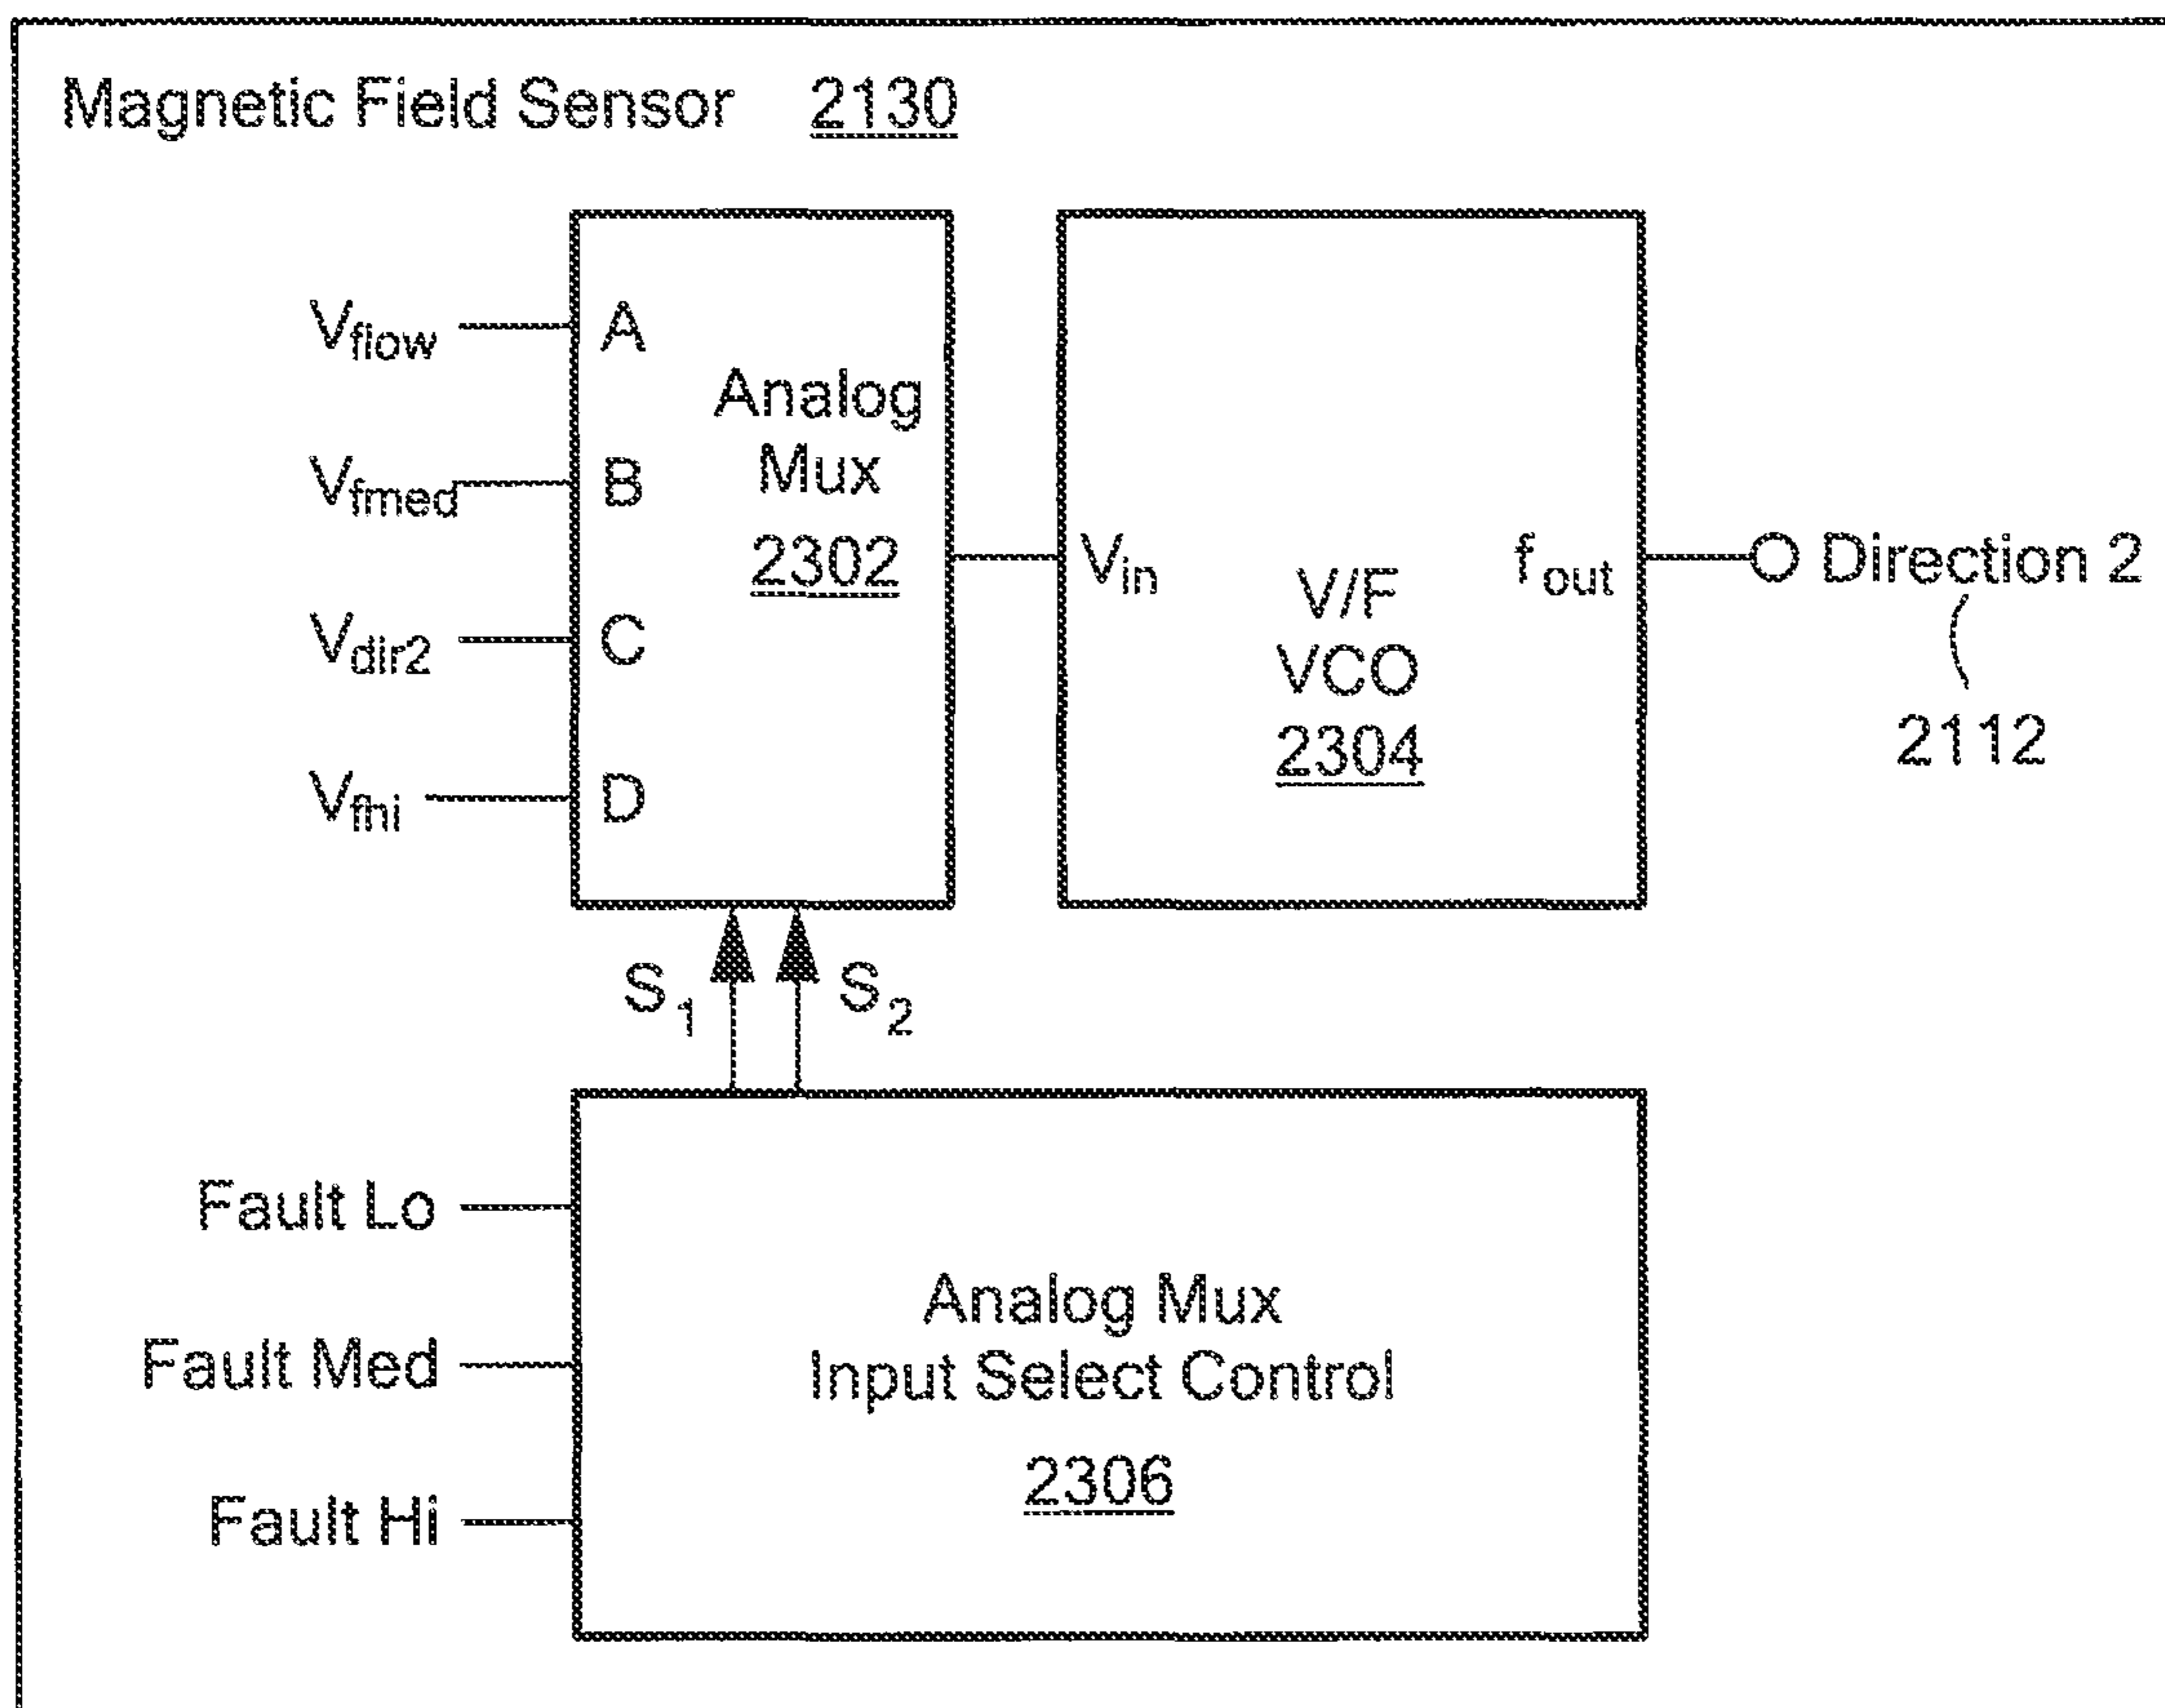 Magnetic Field Sensor 2130
Vflow
A
Analog
Mux
2302
Vfmed
B
Vdir2
C
Vfhi
D
Vin
V/F
VCO
2304
fout
Direction 2
2112
S1
S2
Fault Lo
Fault Med
Fault Hi
Analog Mux
Input Select Control
2306